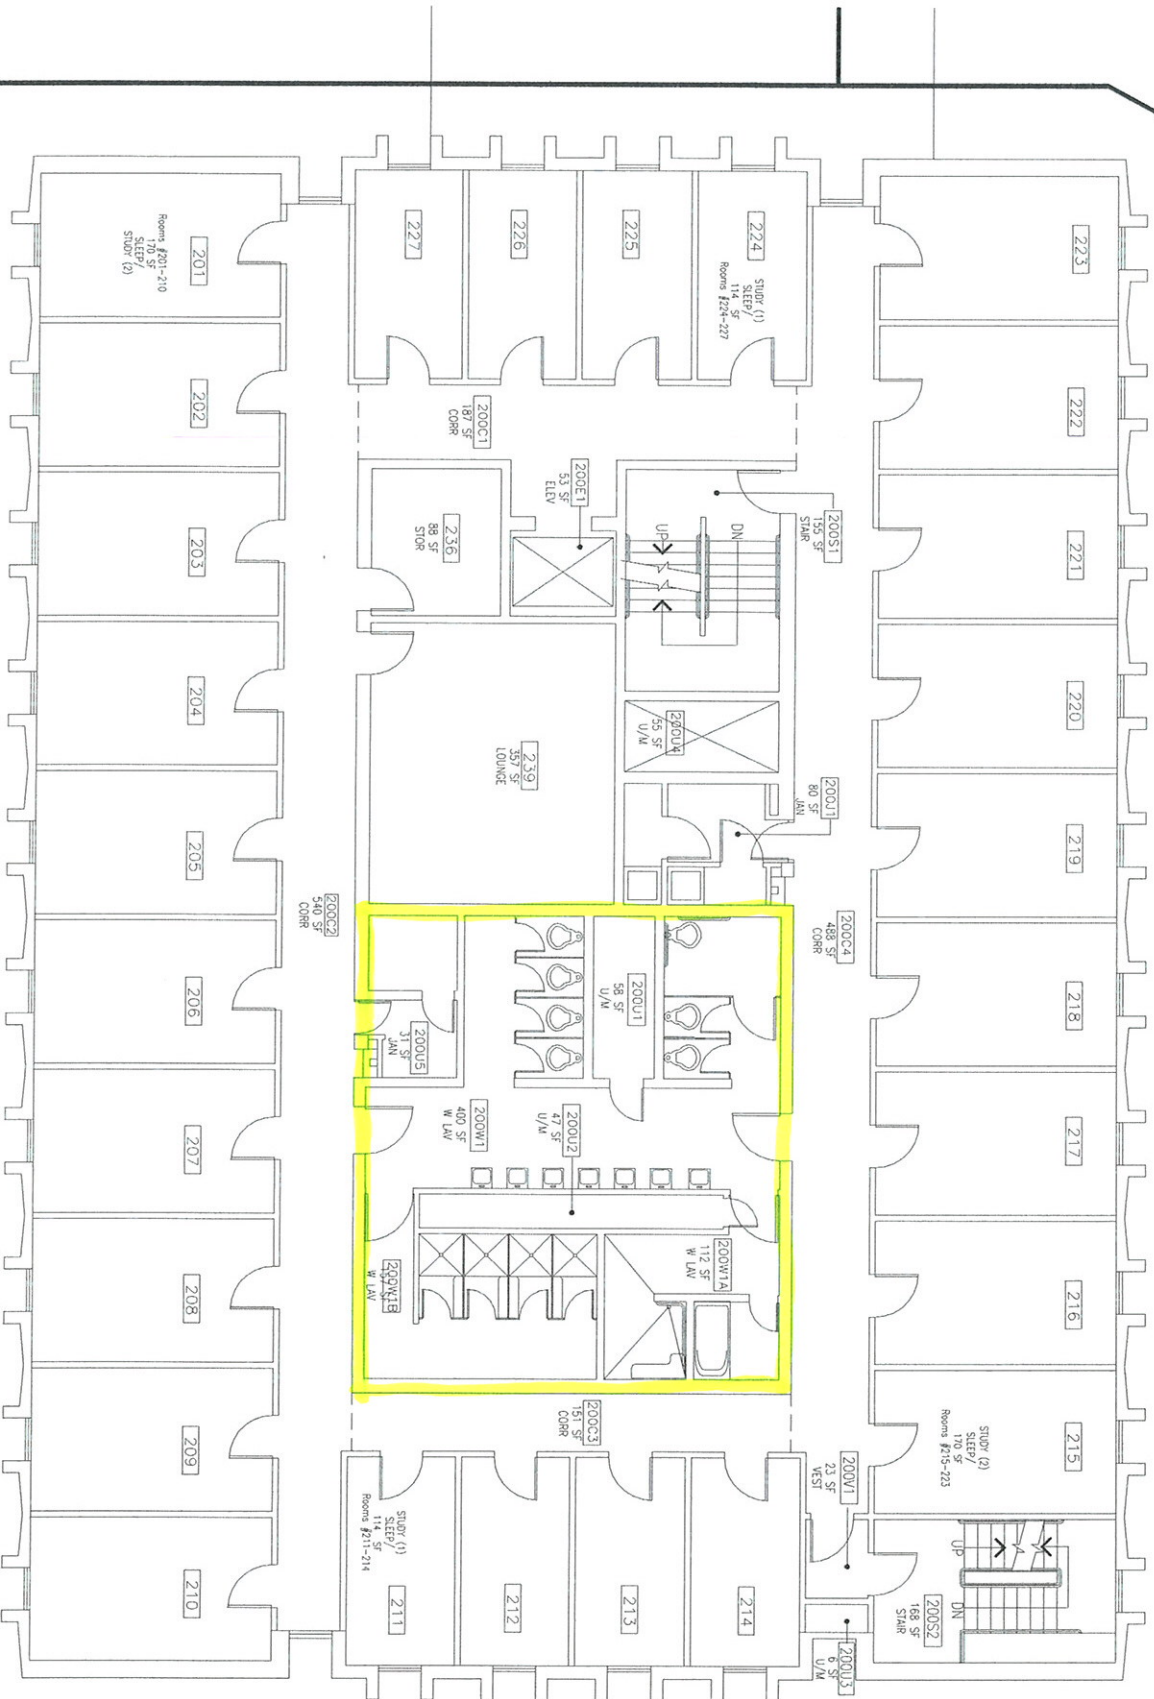 223
222
221
220
219
218
217
216
215
STUDY (2)
SLEEP/
170 SF
Rooms #215-223
224
STUDY (1)
SLEEP/
114 SF
Rooms #224-227
225
226
227
200C1
187 SF
CORR
200S1
155 SF
STAIR
DN
UP
200E1
53 SF
ELEV
236
88 SF
STOR
239
357 SF
LOUNGE
200U4
55 SF
U/M
200J1
80 SF
JAN
200C4
488 SF
CORR
200C2
540 SF
CORR
200U1
58 SF
U/M
200U5
31 SF
JAN
200W1
400 SF
W LAV
200U2
47 SF
U/M
200W1A
112 SF
W LAV
200W1B
W LAV
200C3
151 SF
CORR
200V1
23 SF
VEST
UP
DN
200S2
168 SF
STAIR
200U3
6 SF
U/M
214
213
212
211
STUDY (1)
SLEEP/
114 SF
Rooms #211-214
201
Rooms #201-210
170 SF
SLEEP/
STUDY (2)
202
203
204
205
206
207
208
209
210